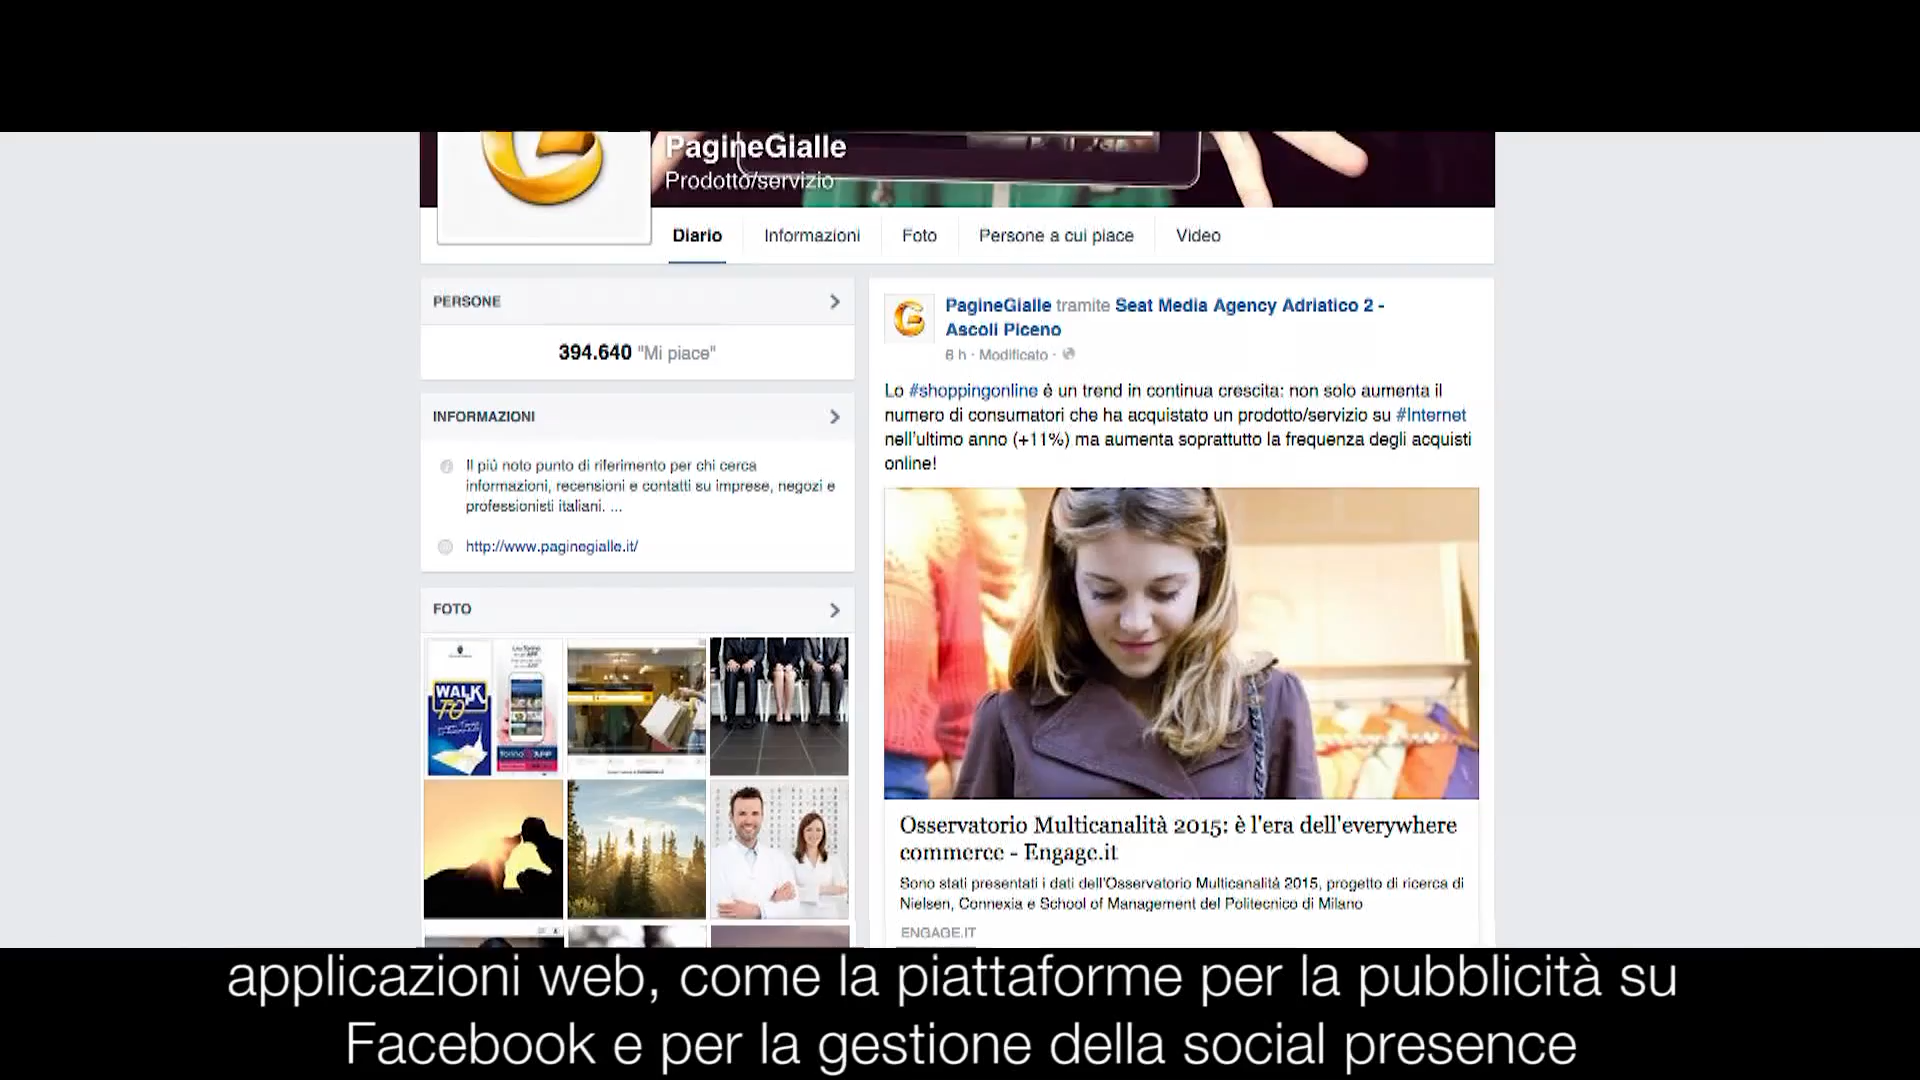 PagineGialle
Prodotto/servizio
Diario
Informazioni
Foto
Persone a cui piace
Video
PERSONE
394.640 "Mi piace"
INFORMAZIONI
Il più noto punto di riferimento per chi cerca
informazioni, recensioni e contatti su imprese, negozi e
professionisti italiani. ...
http://www.paginegialle.it/
FOTO
WALK
TO
PagineGialle tramite Seat Media Agency Adriatico 2 -
Ascoli Piceno
6 h · Modificato ·
Lo #shoppingonline è un trend in continua crescita: non solo aumenta il
numero di consumatori che ha acquistato un prodotto/servizio su #Internet
nell'ultimo anno (+11%) ma aumenta soprattutto la frequenza degli acquisti
online!
Osservatorio Multicanalità 2015: è l'era dell'everywhere
commerce - Engage.it
Sono stati presentati i dati dell'Osservatorio Multicanalità 2015, progetto di ricerca di
Nielsen, Connexia e School of Management del Politecnico di Milano
ENGAGE.IT
applicazioni web, come la piattaforme per la pubblicità su
Facebook e per la gestione della social presence